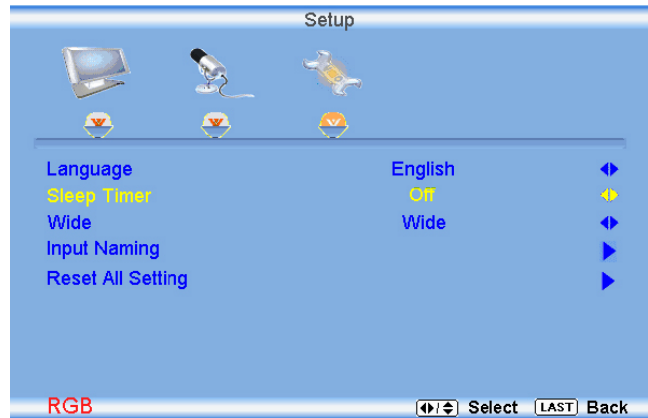 Setup
Language English
Sleep Timer Off
Wide Wide
Input Naming
Reset All Setting
RGB Select LAST Back